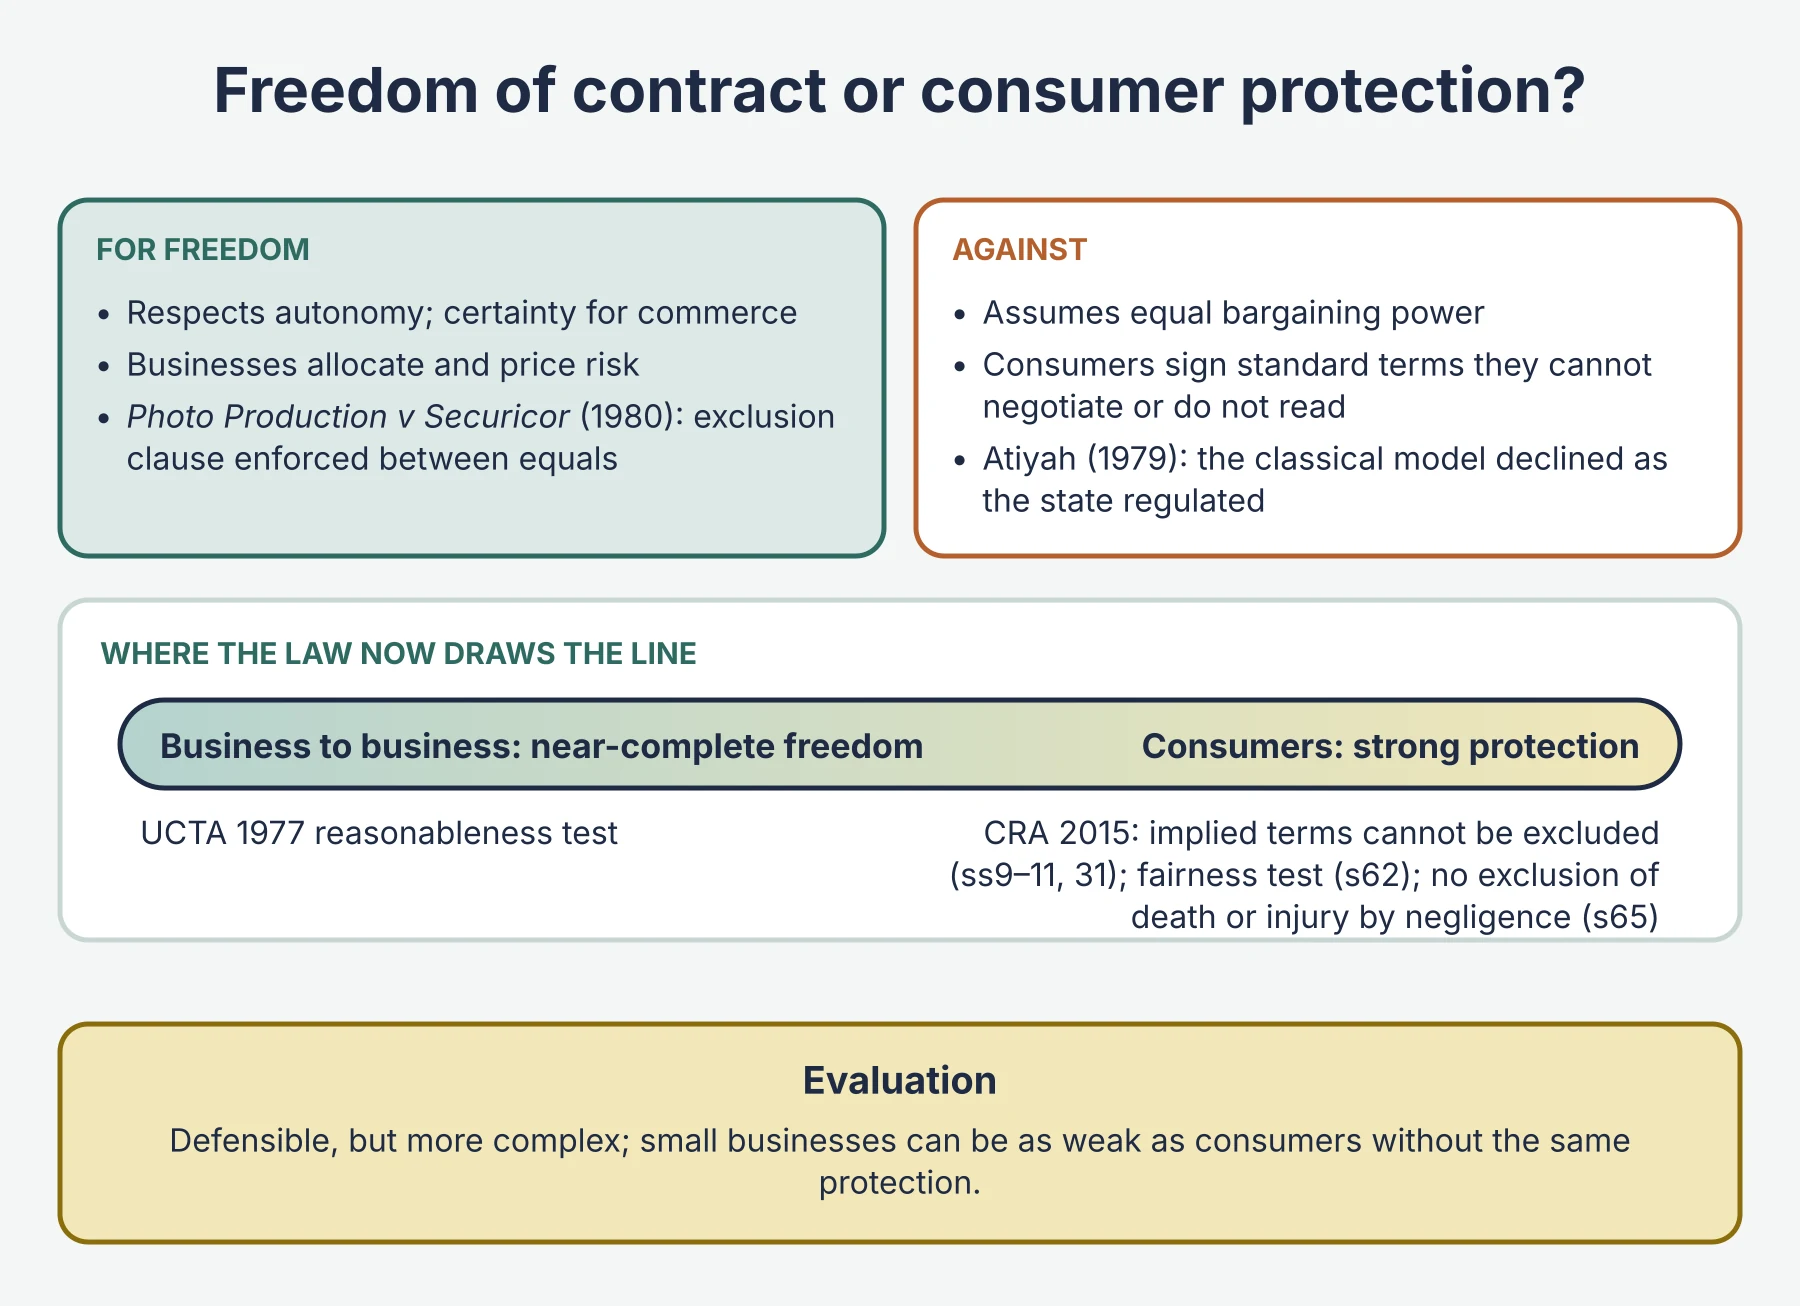 Freedom of contract or consumer protection?
FOR FREEDOM
• Respects autonomy; certainty for commerce
• Businesses allocate and price risk
• Photo Production v Securicor (1980): exclusion
clause enforced between equals
AGAINST
• Assumes equal bargaining power
• Consumers sign standard terms they cannot
negotiate or do not read
• Atiyah (1979): the classical model declined as
the state regulated
WHERE THE LAW NOW DRAWS THE LINE
Business to business: near-complete freedom
Consumers: strong protection
UCTA 1977 reasonableness test
CRA 2015: implied terms cannot be excluded
(ss9–11, 31); fairness test (s62); no exclusion of
death or injury by negligence (s65)
Evaluation
Defensible, but more complex; small businesses can be as weak as consumers without the same
protection.